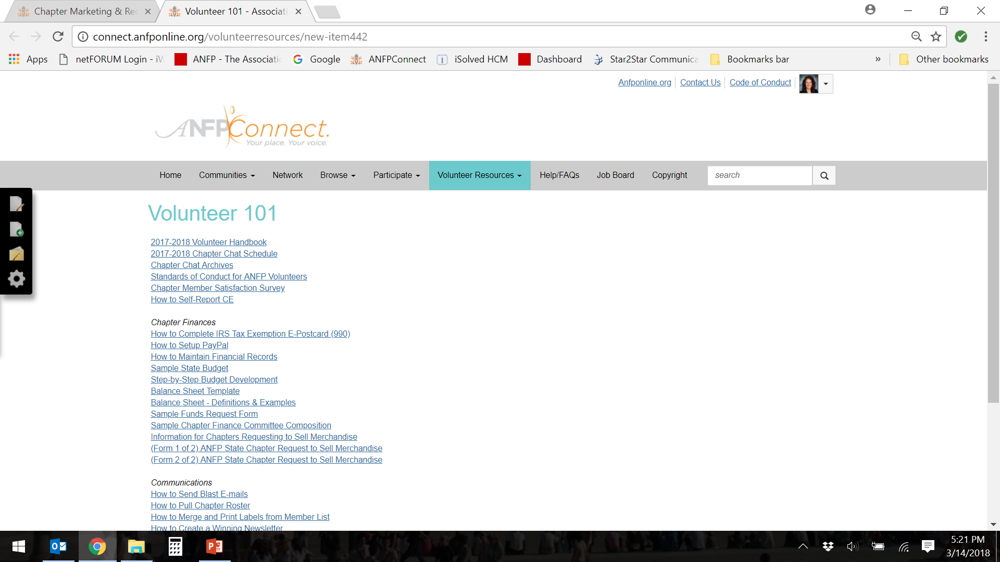 Chapter Marketing & Re
Volunteer 101 - Associati
connect.anfponline.org/volunteerresources/new-item442
Apps
netFORUM Login - iW
ANFP - The Associatio
Google
ANFPConnect
iSolved HCM
Dashboard
Star2Star Communica
Bookmarks bar
»
Other bookmarks
Anfponline.org
Contact Us
Code of Conduct
ANFPConnect.
Your place. Your voice.
Home
Communities
Network
Browse
Participate
Volunteer Resources
Help/FAQs
Job Board
Copyright
search
Volunteer 101
2017-2018 Volunteer Handbook
2017-2018 Chapter Chat Schedule
Chapter Chat Archives
Standards of Conduct for ANFP Volunteers
Chapter Member Satisfaction Survey
How to Self-Report CE
Chapter Finances
How to Complete IRS Tax Exemption E-Postcard (990)
How to Setup PayPal
How to Maintain Financial Records
Sample State Budget
Step-by-Step Budget Development
Balance Sheet Template
Balance Sheet - Definitions & Examples
Sample Funds Request Form
Sample Chapter Finance Committee Composition
Information for Chapters Requesting to Sell Merchandise
(Form 1 of 2) ANFP State Chapter Request to Sell Merchandise
(Form 2 of 2) ANFP State Chapter Request to Sell Merchandise
Communications
How to Send Blast E-mails
How to Pull Chapter Roster
How to Merge and Print Labels from Member List
How to Create a Winning Newsletter
5:21 PM
3/14/2018